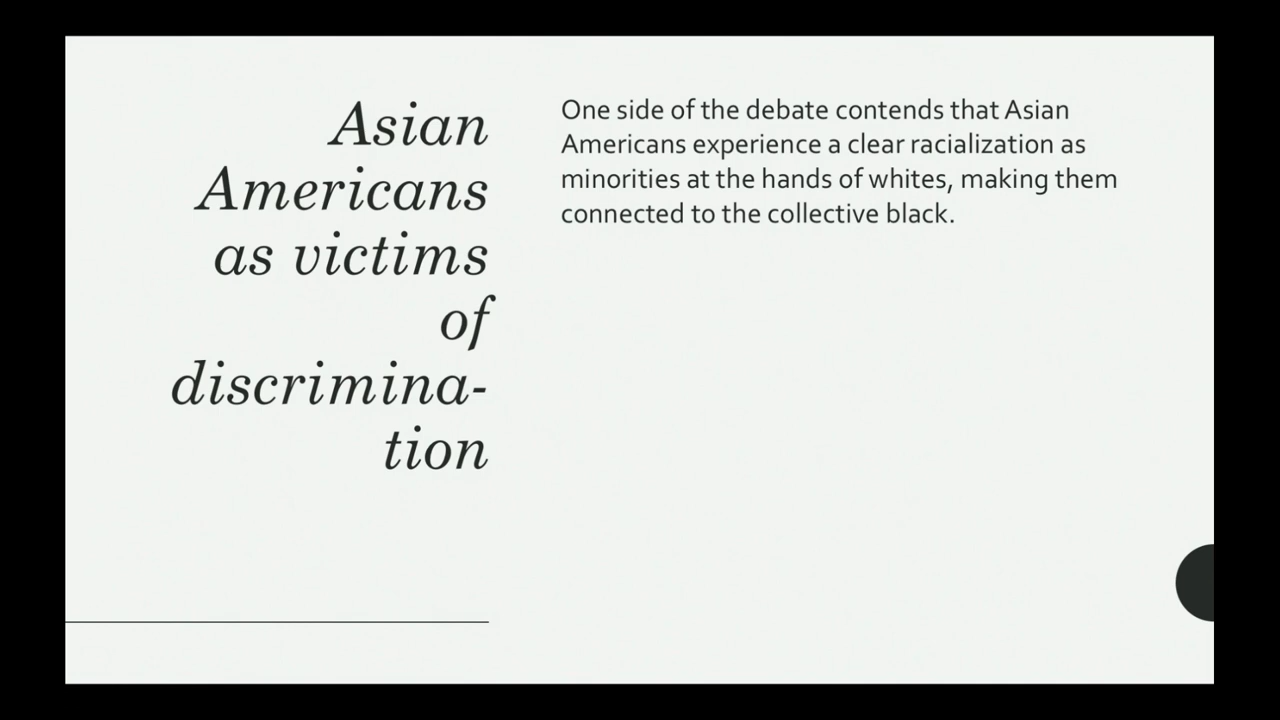 Asian
Americans
as victims
of
discrimina-
tion
One side of the debate contends that Asian
Americans experience a clear racialization as
minorities at the hands of whites, making them
connected to the collective black.